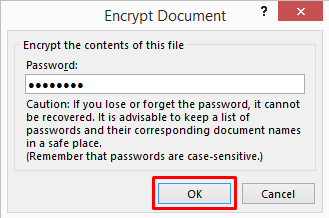 Encrypt Document
?
Encrypt the contents of this file
Password:
●●●●●●●●
Caution: If you lose or forget the password, it cannot
be recovered. It is advisable to keep a list of
passwords and their corresponding document names
in a safe place.
(Remember that passwords are case-sensitive.)
OK Cancel